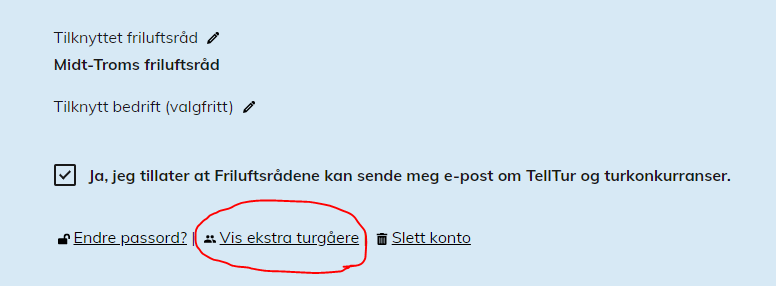 Tilknyttet friluftsråd
Midt-Troms friluftsråd
Tilknytt bedrift (valgfritt)
Ja, jeg tillater at Friluftsrådene kan sende meg e-post om TellTur og turkonkurranser.
Endre passord? | Vis ekstra turgåere Slett konto